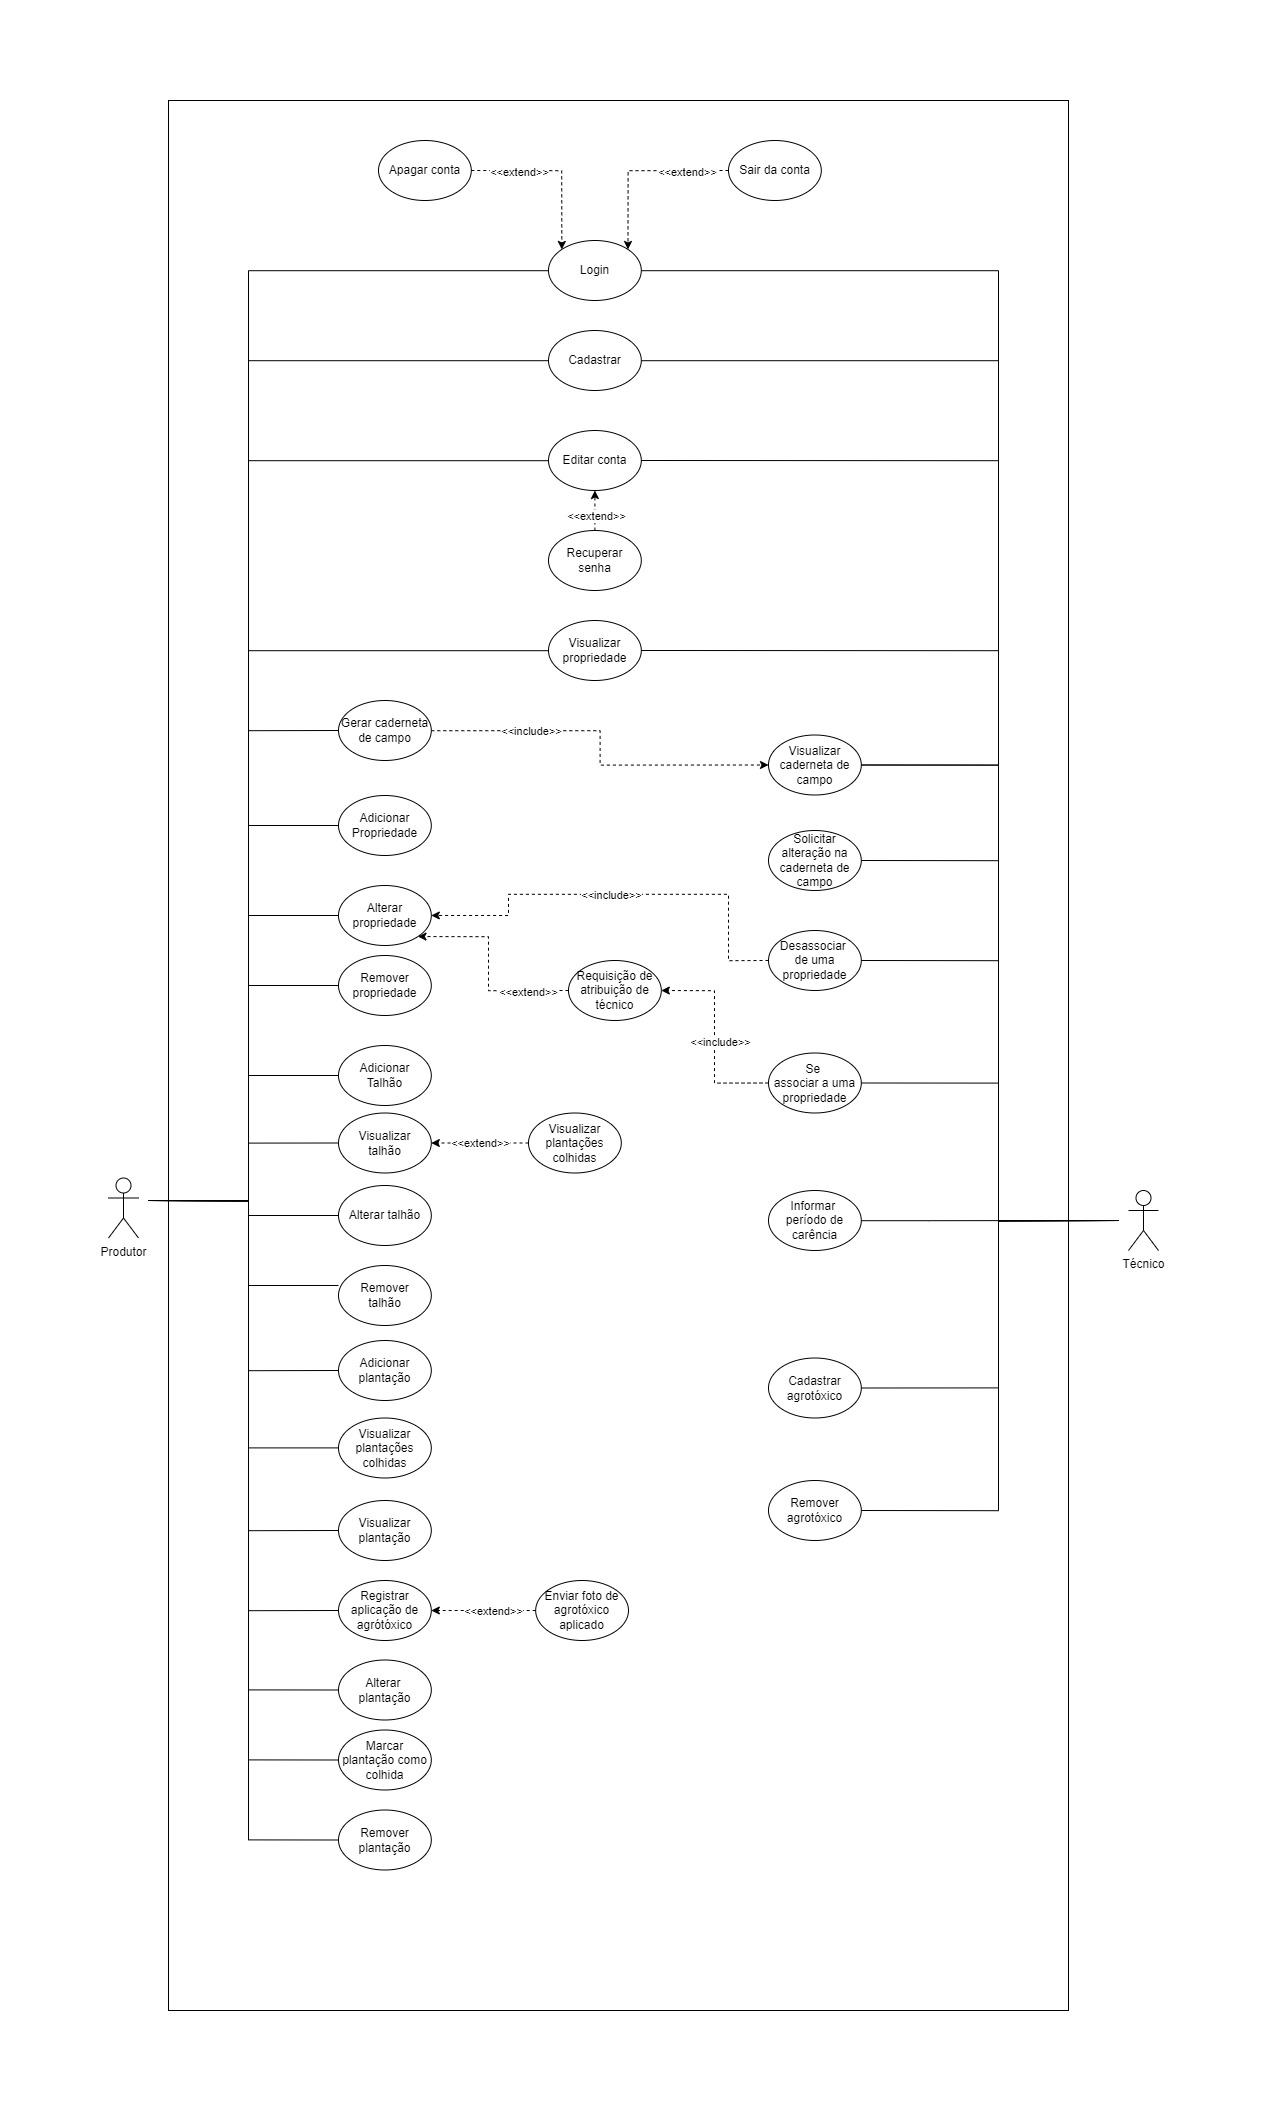 Apagar conta
<<extend>>
<<extend>>
Sair da conta
Login
Cadastrar
Editar conta
<<extend>>
Recuperar
senha
Visualizar
propriedade
Gerar caderneta
de campo
<<include>>
Visualizar
caderneta de
campo
Adicionar
Propriedade
Solicitar
alteração na
caderneta de
campo
Alterar
propriedade
<<include>>
Desassociar
de uma
propriedade
Remover
propriedade
<<extend>>
Requisição de
atribuição de
técnico
<<include>>
Se
associar a uma
propriedade
Adicionar
Talhão
Visualizar
talhão
<<extend>>
Visualizar
plantações
colhidas
Produtor
Alterar talhão
Informar
período de
carência
Técnico
Remover
talhão
Adicionar
plantação
Cadastrar
agrotóxico
Visualizar
plantações
colhidas
Visualizar
plantação
Remover
agrotóxico
Registrar
aplicação de
agrótóxico
<<extend>>
Enviar foto de
agrotóxico
aplicado
Alterar
plantação
Marcar
plantação como
colhida
Remover
plantação